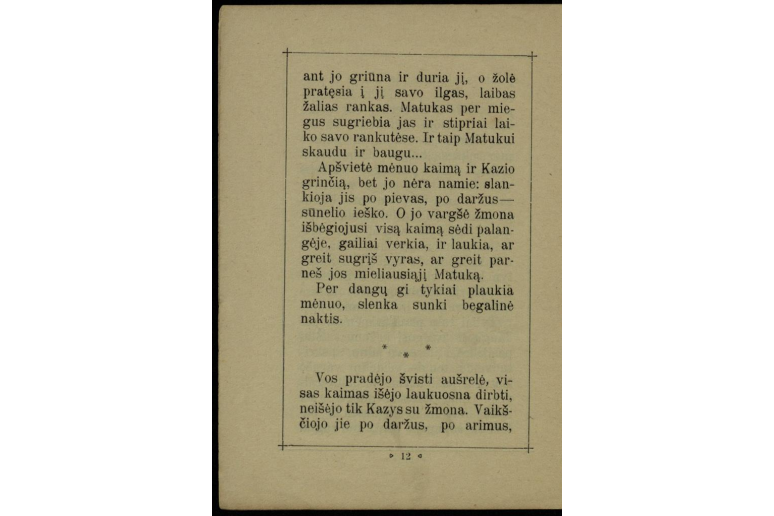 ant jo griūna ir duria jį, o žolė
pratęsia į jį savo ilgas, laibas
žalias rankas. Matukas per mie-
gus sugriebia jas ir stipriai lai-
ko savo rankutėse. Ir taip Matukui
skaudu ir baugu...
Apšvietė mėnuo kaimą ir Kazio
grinčią, bet jo nėra namie: slan-
kioja jis po pievas, po daržus—
sūnelio ieško. O jo vargšė žmona
išbėgiojusi visą kaimą sėdi palan-
gėje, gailiai verkia, ir laukia, ar
greit sugrįš vyras, ar greit par-
neš jos mieliausiąjį Matuką.
Per dangų gi tykiai plaukia
mėnuo, slenka sunki begalinė
naktis.
* * *
Vos pradėjo švisti aušrelė, vi-
sas kaimas išėjo laukuosna dirbti,
neišėjo tik Kazys su žmona. Vaikš-
čiojo jie po daržus, po arimus,
12